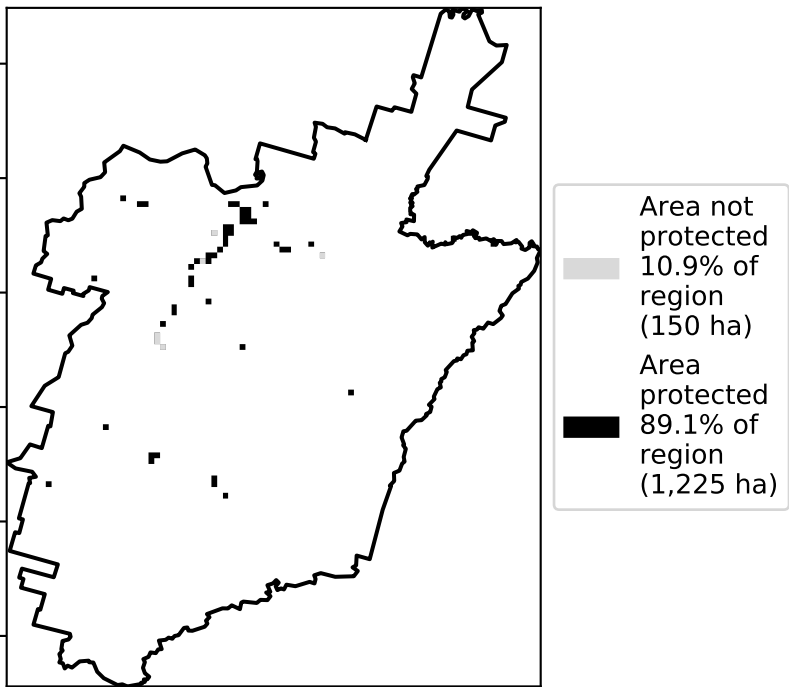 Area not
protected
10.9% of
region
(150 ha)
Area
protected
89.1% of
region
(1,225 ha)